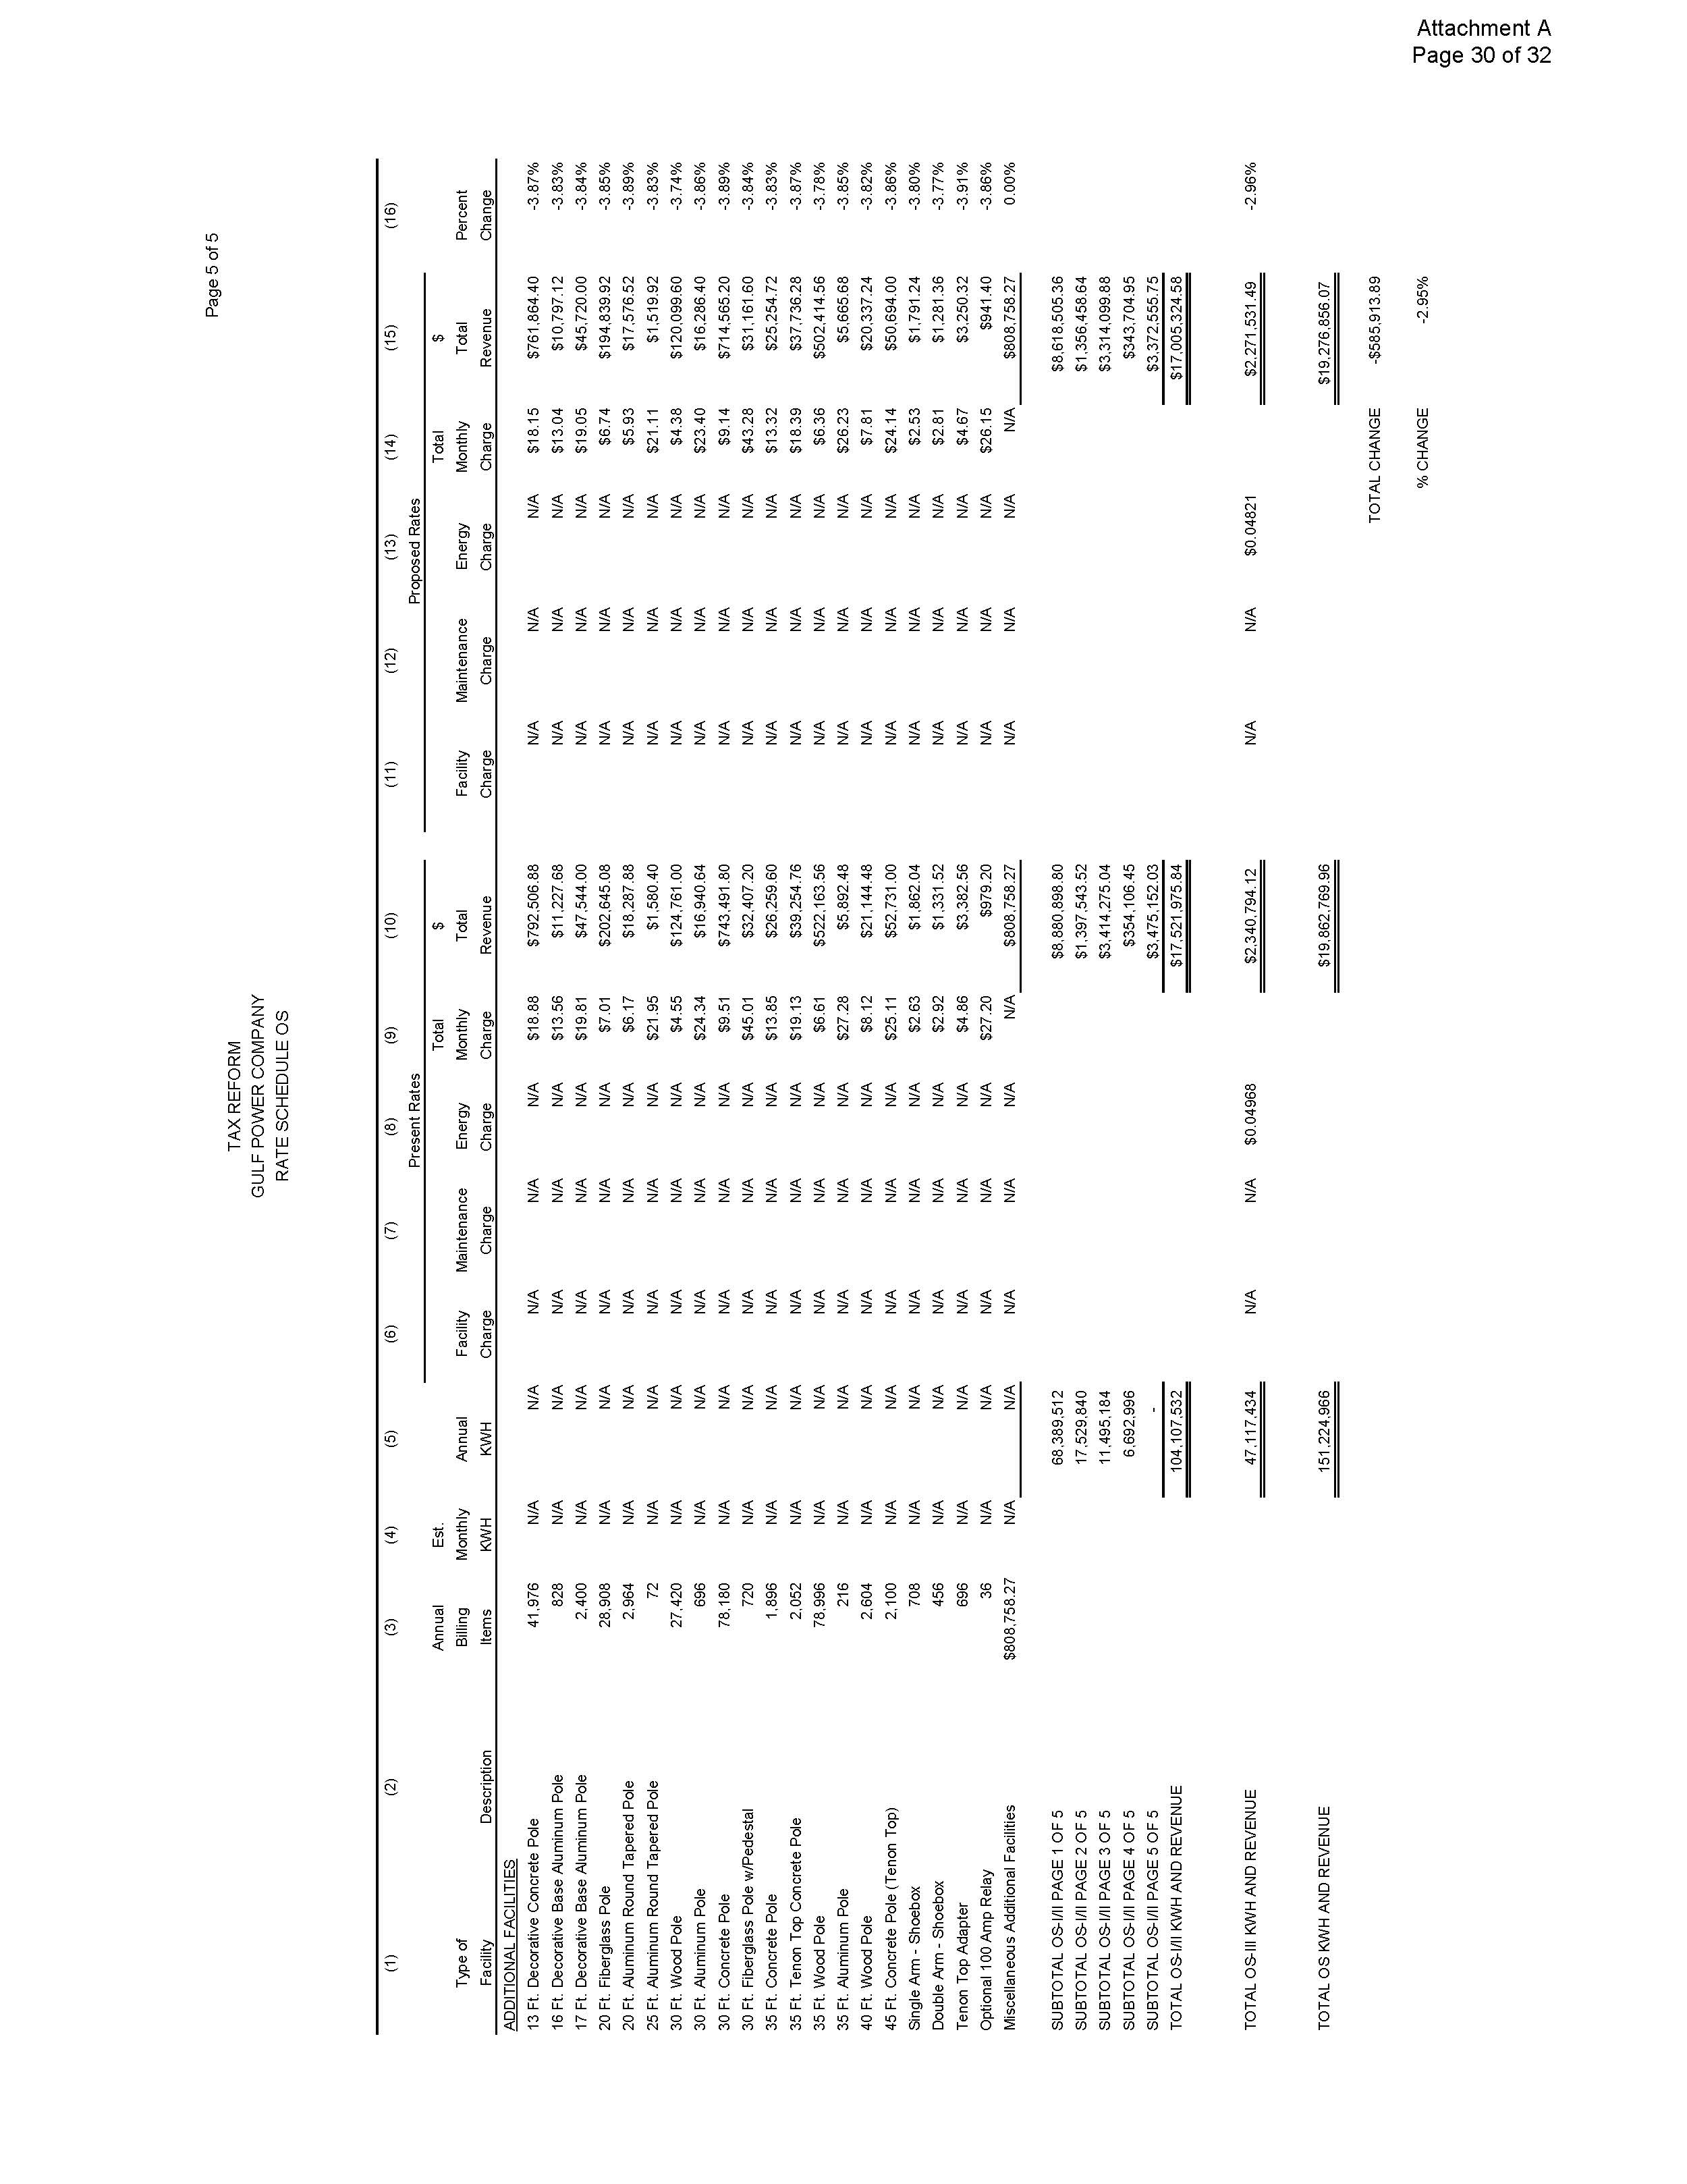 Attachment A
Page 30 of 32
Page 5 of 5
TAX REFORM
GULF POWER COMPANY
RATE SCHEDULE OS
(1) (2) (3) (4) (5) (6) (7) (8) (9) (10) (11) (12) (13) (14) (15) (16)
Present Rates Proposed Rates
Annual Est. Total $ Total $
Type of Billing Monthly Annual Facility Maintenance Energy Monthly Total Facility Maintenance Energy Monthly Total Percent
Facility Description Items KWH KWH Charge Charge Charge Charge Revenue Charge Charge Charge Charge Revenue Change
ADDITIONAL FACILITIES
13 Ft. Decorative Concrete Pole 41,976 N/A N/A N/A N/A N/A $18.88 $792,506.88 N/A N/A N/A $18.15 $761,864.40 -3.87%
16 Ft. Decorative Base Aluminum Pole 828 N/A N/A N/A N/A N/A $13.56 $11,227.68 N/A N/A N/A $13.04 $10,797.12 -3.83%
17 Ft. Decorative Base Aluminum Pole 2,400 N/A N/A N/A N/A N/A $19.81 $47,544.00 N/A N/A N/A $19.05 $45,720.00 -3.84%
20 Ft. Fiberglass Pole 28,908 N/A N/A N/A N/A N/A $7.01 $202,645.08 N/A N/A N/A $6.74 $194,839.92 -3.85%
20 Ft. Aluminum Round Tapered Pole 2,964 N/A N/A N/A N/A N/A $6.17 $18,287.88 N/A N/A N/A $5.93 $17,576.52 -3.89%
25 Ft. Aluminum Round Tapered Pole 72 N/A N/A N/A N/A N/A $21.95 $1,580.40 N/A N/A N/A $21.11 $1,519.92 -3.83%
30 Ft. Wood Pole 27,420 N/A N/A N/A N/A N/A $4.55 $124,761.00 N/A N/A N/A $4.38 $120,099.60 -3.74%
30 Ft. Aluminum Pole 696 N/A N/A N/A N/A N/A $24.34 $16,940.64 N/A N/A N/A $23.40 $16,286.40 -3.86%
30 Ft. Concrete Pole 78,180 N/A N/A N/A N/A N/A $9.51 $743,491.80 N/A N/A N/A $9.14 $714,565.20 -3.89%
30 Ft. Fiberglass Pole w/Pedestal 720 N/A N/A N/A N/A N/A $45.01 $32,407.20 N/A N/A N/A $43.28 $31,161.60 -3.84%
35 Ft. Concrete Pole 1,896 N/A N/A N/A N/A N/A $13.85 $26,259.60 N/A N/A N/A $13.32 $25,254.72 -3.83%
35 Ft. Tenon Top Concrete Pole 2,052 N/A N/A N/A N/A N/A $19.13 $39,254.76 N/A N/A N/A $18.39 $37,736.28 -3.87%
35 Ft. Wood Pole 78,996 N/A N/A N/A N/A N/A $6.61 $522,163.56 N/A N/A N/A $6.36 $502,414.56 -3.78%
35 Ft. Aluminum Pole 216 N/A N/A N/A N/A N/A $27.28 $5,892.48 N/A N/A N/A $26.23 $5,665.68 -3.85%
40 Ft. Wood Pole 2,604 N/A N/A N/A N/A N/A $8.12 $21,144.48 N/A N/A N/A $7.81 $20,337.24 -3.82%
45 Ft. Concrete Pole (Tenon Top) 2,100 N/A N/A N/A N/A N/A $25.11 $52,731.00 N/A N/A N/A $24.14 $50,694.00 -3.86%
Single Arm - Shoebox 708 N/A N/A N/A N/A N/A $2.63 $1,862.04 N/A N/A N/A $2.53 $1,791.24 -3.80%
Double Arm - Shoebox 456 N/A N/A N/A N/A N/A $2.92 $1,331.52 N/A N/A N/A $2.81 $1,281.36 -3.77%
Tenon Top Adapter 696 N/A N/A N/A N/A N/A $4.86 $3,382.56 N/A N/A N/A $4.67 $3,250.32 -3.91%
Optional 100 Amp Relay 36 N/A N/A N/A N/A N/A $27.20 $979.20 N/A N/A N/A $26.15 $941.40 -3.86%
Miscellaneous Additional Facilities $808,758.27 N/A N/A N/A N/A N/A N/A $808,758.27 N/A N/A N/A N/A $808,758.27 0.00%
SUBTOTAL OS-I/II PAGE 1 OF 5 68,389,512 $8,880,898.80 $8,618,505.36
SUBTOTAL OS-I/II PAGE 2 OF 5 17,529,840 $1,397,543.52 $1,356,458.64
SUBTOTAL OS-I/II PAGE 3 OF 5 11,495,184 $3,414,275.04 $3,314,099.88
SUBTOTAL OS-I/II PAGE 4 OF 5 6,692,996 $354,106.45 $343,704.95
SUBTOTAL OS-I/II PAGE 5 OF 5 - $3,475,152.03 $3,372,555.75
TOTAL OS-I/II KWH AND REVENUE 104,107,532 $17,521,975.84 $17,005,324.58
TOTAL OS-III KWH AND REVENUE 47,117,434 N/A N/A $0.04968 $2,340,794.12 N/A N/A $0.04821 $2,271,531.49 -2.96%
TOTAL OS KWH AND REVENUE 151,224,966 $19,862,769.96 $19,276,856.07
TOTAL CHANGE -$585,913.89
% CHANGE -2.95%